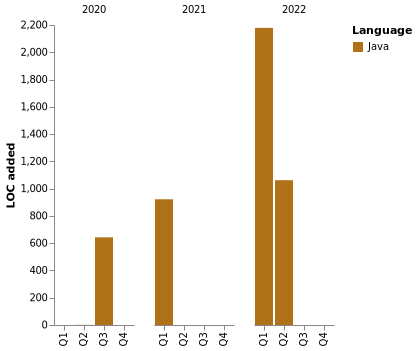 2020 2021 2022
Language
Java
LOC added
2,200
2,000
1,800
1,600
1,400
1,200
1,000
800
600
400
200
0
Q1 Q2 Q3 Q4 Q1 Q2 Q3 Q4 Q1 Q2 Q3 Q4